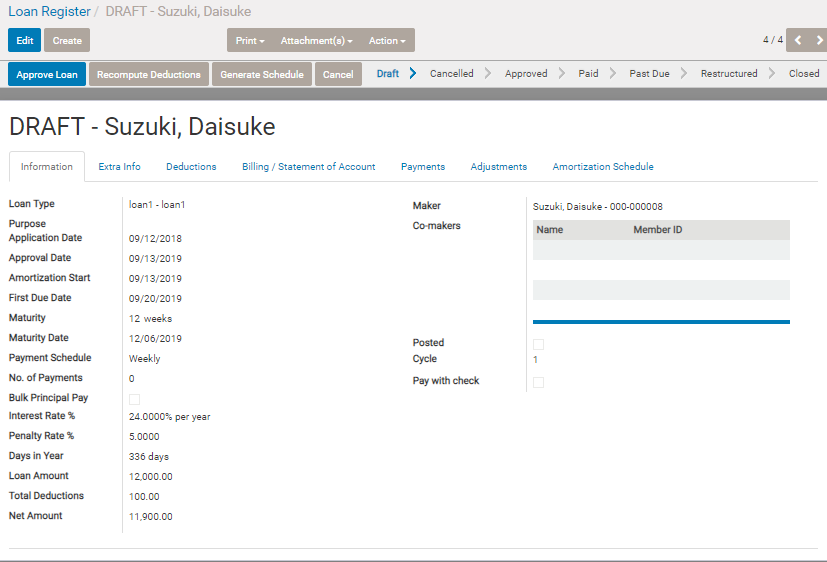 Loan Register / DRAFT - Suzuki, Daisuke
Edit Create Print Attachment(s) Action 4 / 4
Approve Loan Recompute Deductions Generate Schedule Cancel Draft Cancelled Approved Paid Past Due Restructured Closed
DRAFT - Suzuki, Daisuke
Information Extra Info Deductions Billing / Statement of Account Payments Adjustments Amortization Schedule
Loan Type loan1 - loan1
Purpose
Application Date 09/12/2018
Approval Date 09/13/2019
Amortization Start 09/13/2019
First Due Date 09/20/2019
Maturity 12 weeks
Maturity Date 12/06/2019
Payment Schedule Weekly
No. of Payments 0
Bulk Principal Pay
Interest Rate % 24.0000% per year
Penalty Rate % 5.0000
Days in Year 336 days
Loan Amount 12,000.00
Total Deductions 100.00
Net Amount 11,900.00
Maker Suzuki, Daisuke - 000-000008
Co-makers Name Member ID
Posted
Cycle 1
Pay with check